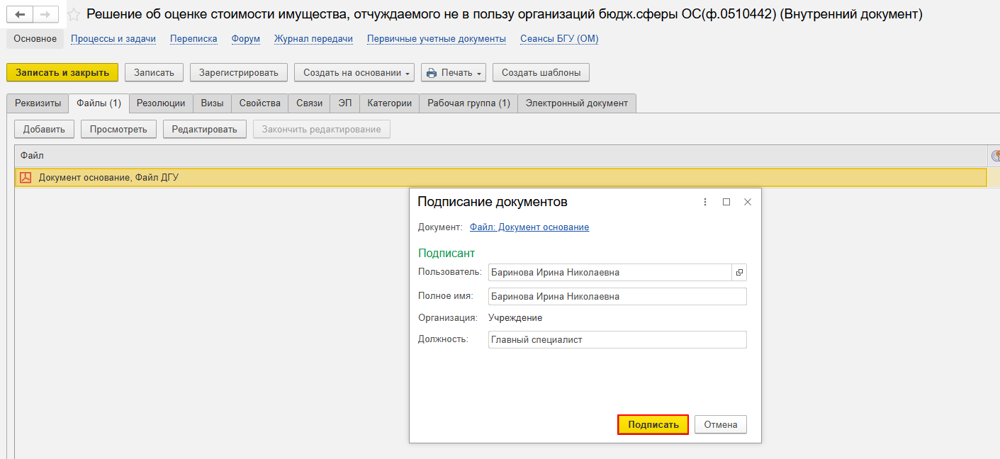 Решение об оценке стоимости имущества, отчуждаемого не в пользу организаций бюдж.сферы ОС(ф.0510442) (Внутренний документ)
Основное Процессы и задачи Переписка Форум Журнал передачи Первичные учетные документы Сеансы БГУ (ОМ)
Записать и закрыть Записать Зарегистрировать Создать на основании Печать Создать шаблоны
Реквизиты Файлы (1) Резолюции Визы Свойства Связи ЭП Категории Рабочая группа (1) Электронный документ
Добавить Просмотреть Редактировать Закончить редактирование
Файл
Документ основание, Файл ДГУ
Подписание документов
Документ: Файл: Документ основание
Подписант
Пользователь: Баринова Ирина Николаевна
Полное имя: Баринова Ирина Николаевна
Организация: Учреждение
Должность: Главный специалист
Подписать Отмена